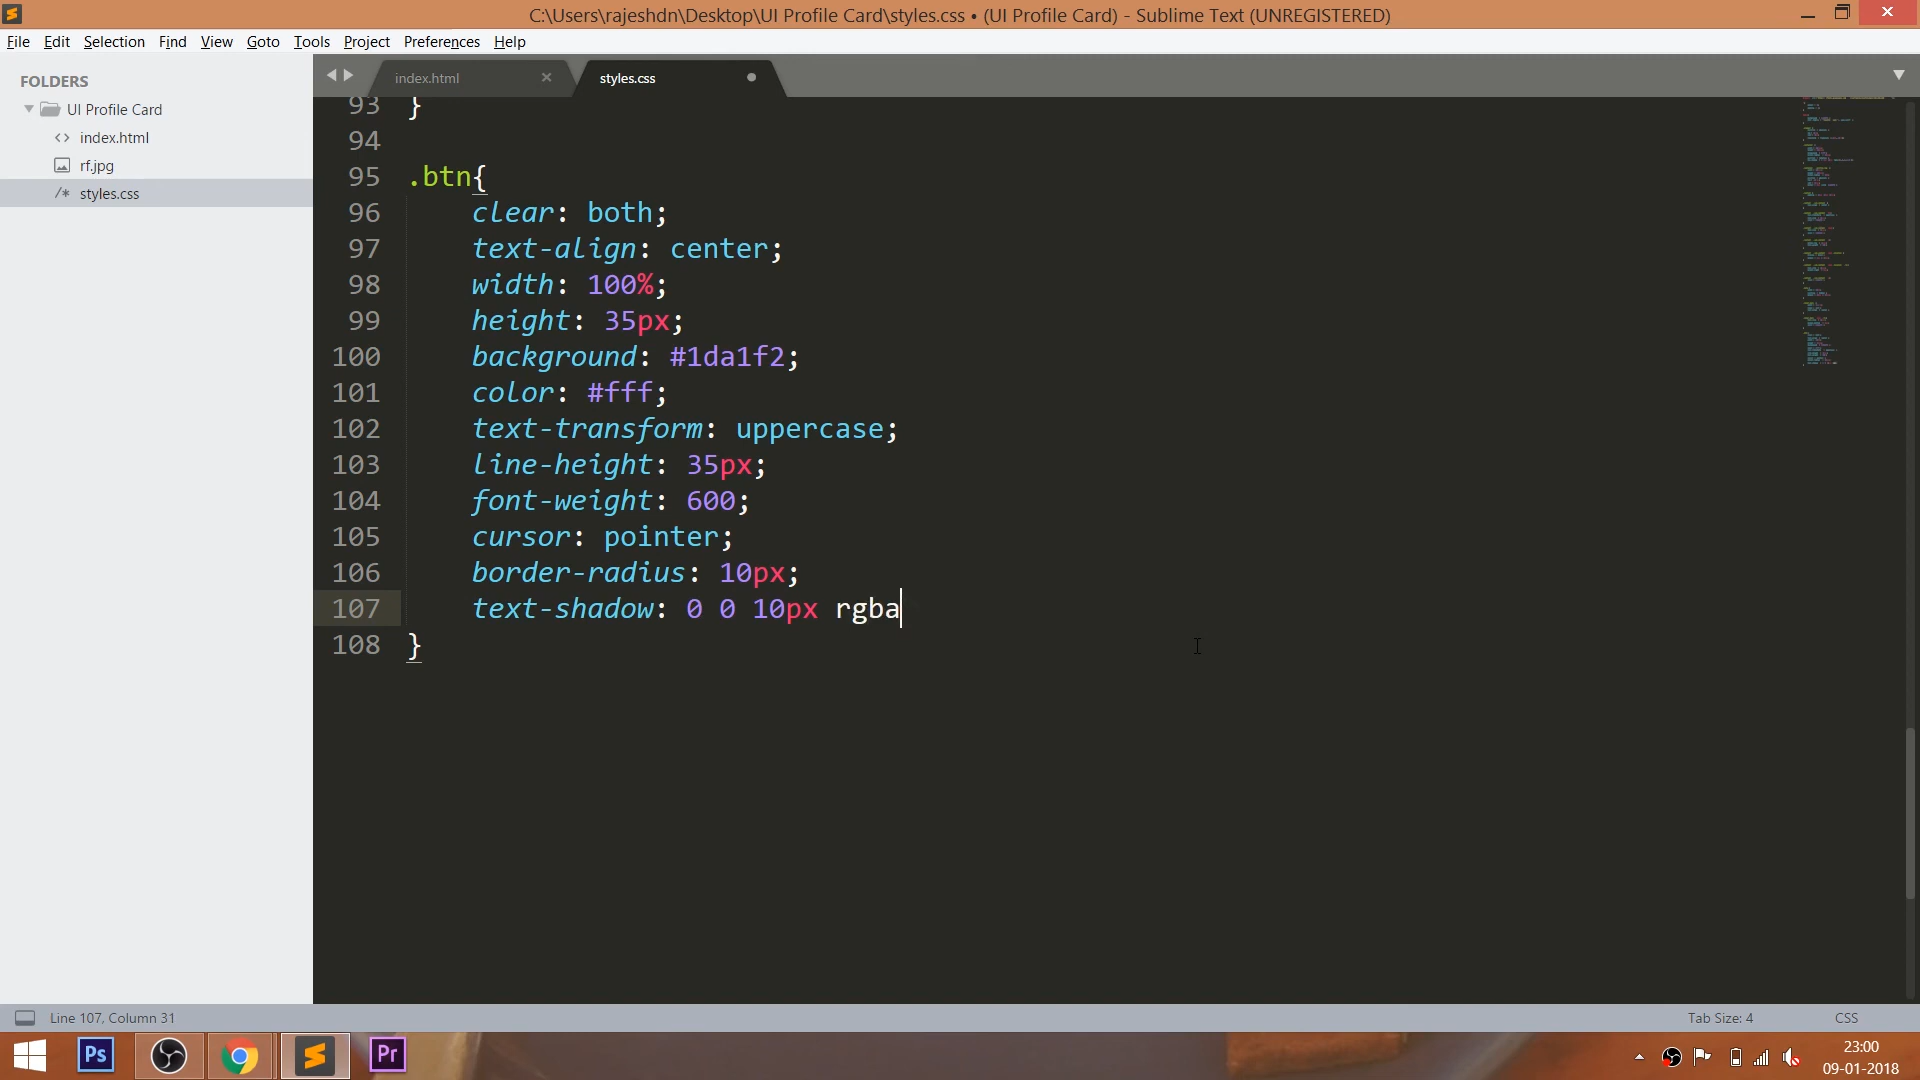 C:\Users\rajeshdn\Desktop\UI Profile Card\styles.css • (UI Profile Card) - Sublime Text (UNREGISTERED)
File Edit Selection Find View Goto Tools Project Preferences Help
FOLDERS
UI Profile Card
<> index.html
rf.jpg
/* styles.css
index.html
styles.css
93 }
94
95 .btn{
96 clear: both;
97 text-align: center;
98 width: 100%;
99 height: 35px;
100 background: #1da1f2;
101 color: #fff;
102 text-transform: uppercase;
103 line-height: 35px;
104 font-weight: 600;
105 cursor: pointer;
106 border-radius: 10px;
107 text-shadow: 0 0 10px rgba
108 }
Line 107, Column 31
Tab Size: 4
CSS
Ps
Pr
23:00
09-01-2018